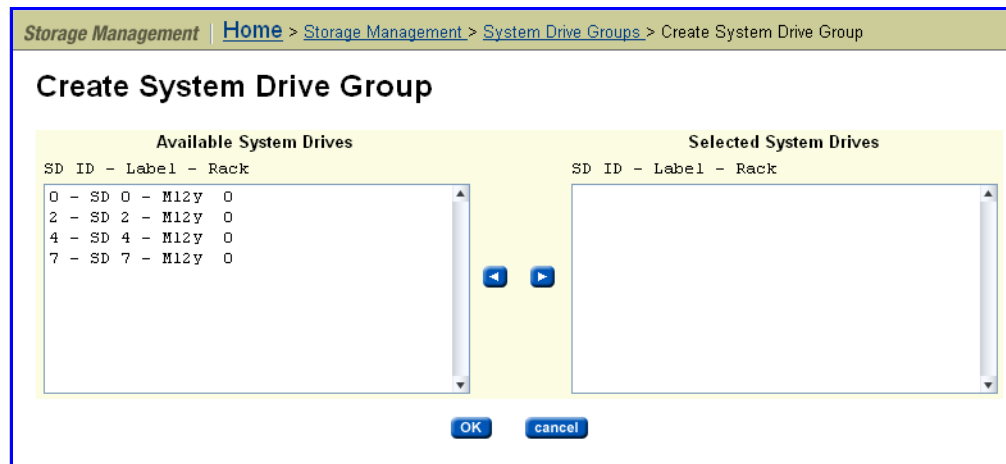 Storage Management | Home > Storage Management > System Drive Groups > Create System Drive Group
Create System Drive Group
Available System Drives
SD ID - Label - Rack
0 - SD 0 - M12y 0
2 - SD 2 - M12y 0
4 - SD 4 - M12y 0
7 - SD 7 - M12y 0
Selected System Drives
SD ID - Label - Rack
OK cancel